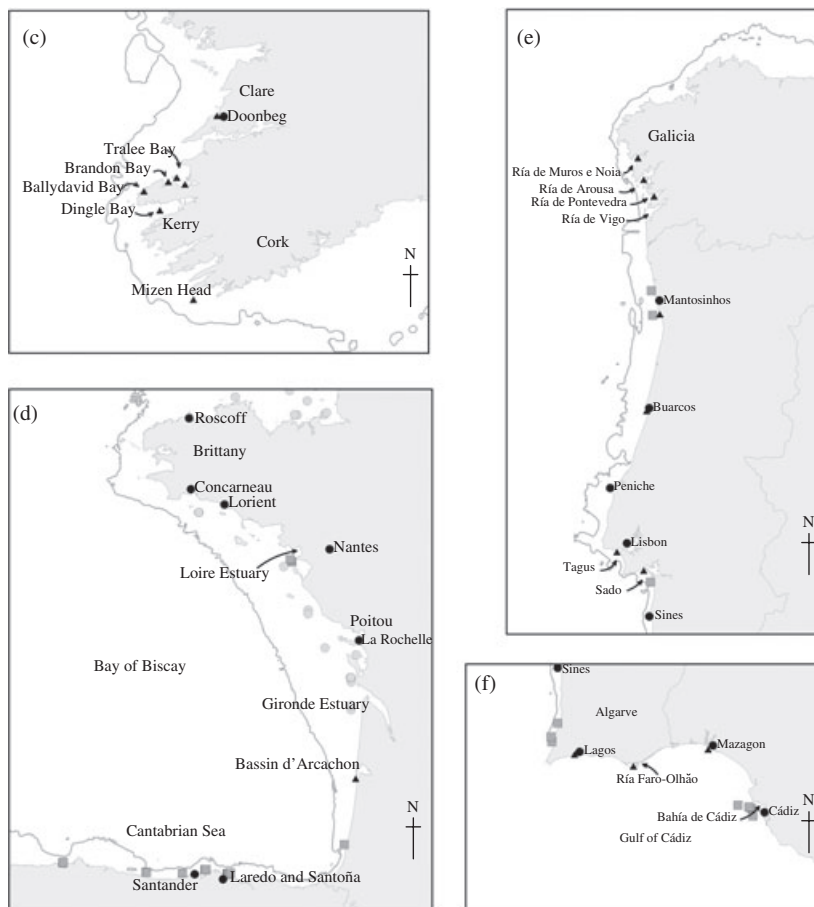 (c)
Clare
Doonbeg
Tralee Bay
Brandon Bay
Ballydavid Bay
Dingle Bay
Kerry
Cork
N
Mizen Head
(d)
Roscoff
Brittany
Concarneau
Lorient
Nantes
Loire Estuary
Poitou
La Rochelle
Bay of Biscay
Gironde Estuary
Bassin d'Arcachon
N
Cantabrian Sea
Santander
Laredo and Santoña
(e)
Galicia
Ría de Muros e Noia
Ría de Arousa
Ría de Pontevedra
Ría de Vigo
Mantosinhos
Buarcos
Peniche
N
Lisbon
Tagus
Sado
Sines
(f)
Sines
Algarve
Lagos
Mazagon
Ría Faro-Olhão
N
Bahía de Cádiz
Cádiz
Gulf of Cádiz